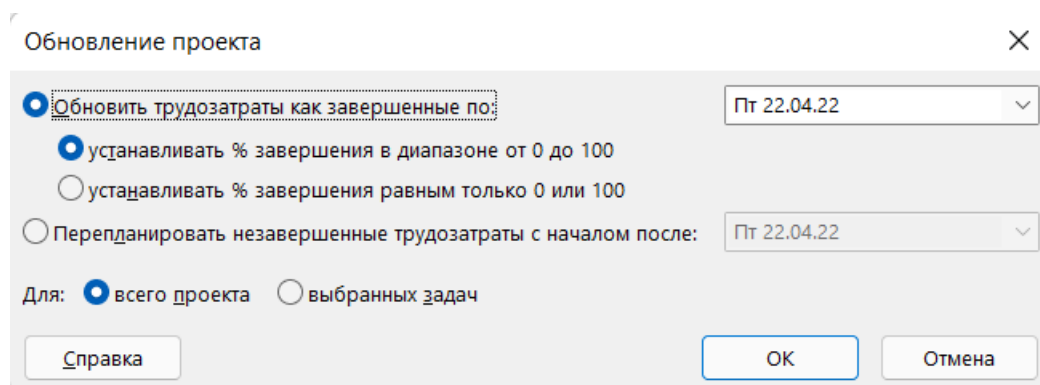 Обновление проекта
Обновить трудозатраты как завершенные по: Пт 22.04.22
устанавливать % завершения в диапазоне от 0 до 100
устанавливать % завершения равным только 0 или 100
Перепланировать незавершенные трудозатраты с началом после: Пт 22.04.22
Для: всего проекта выбранных задач
Справка ОК Отмена